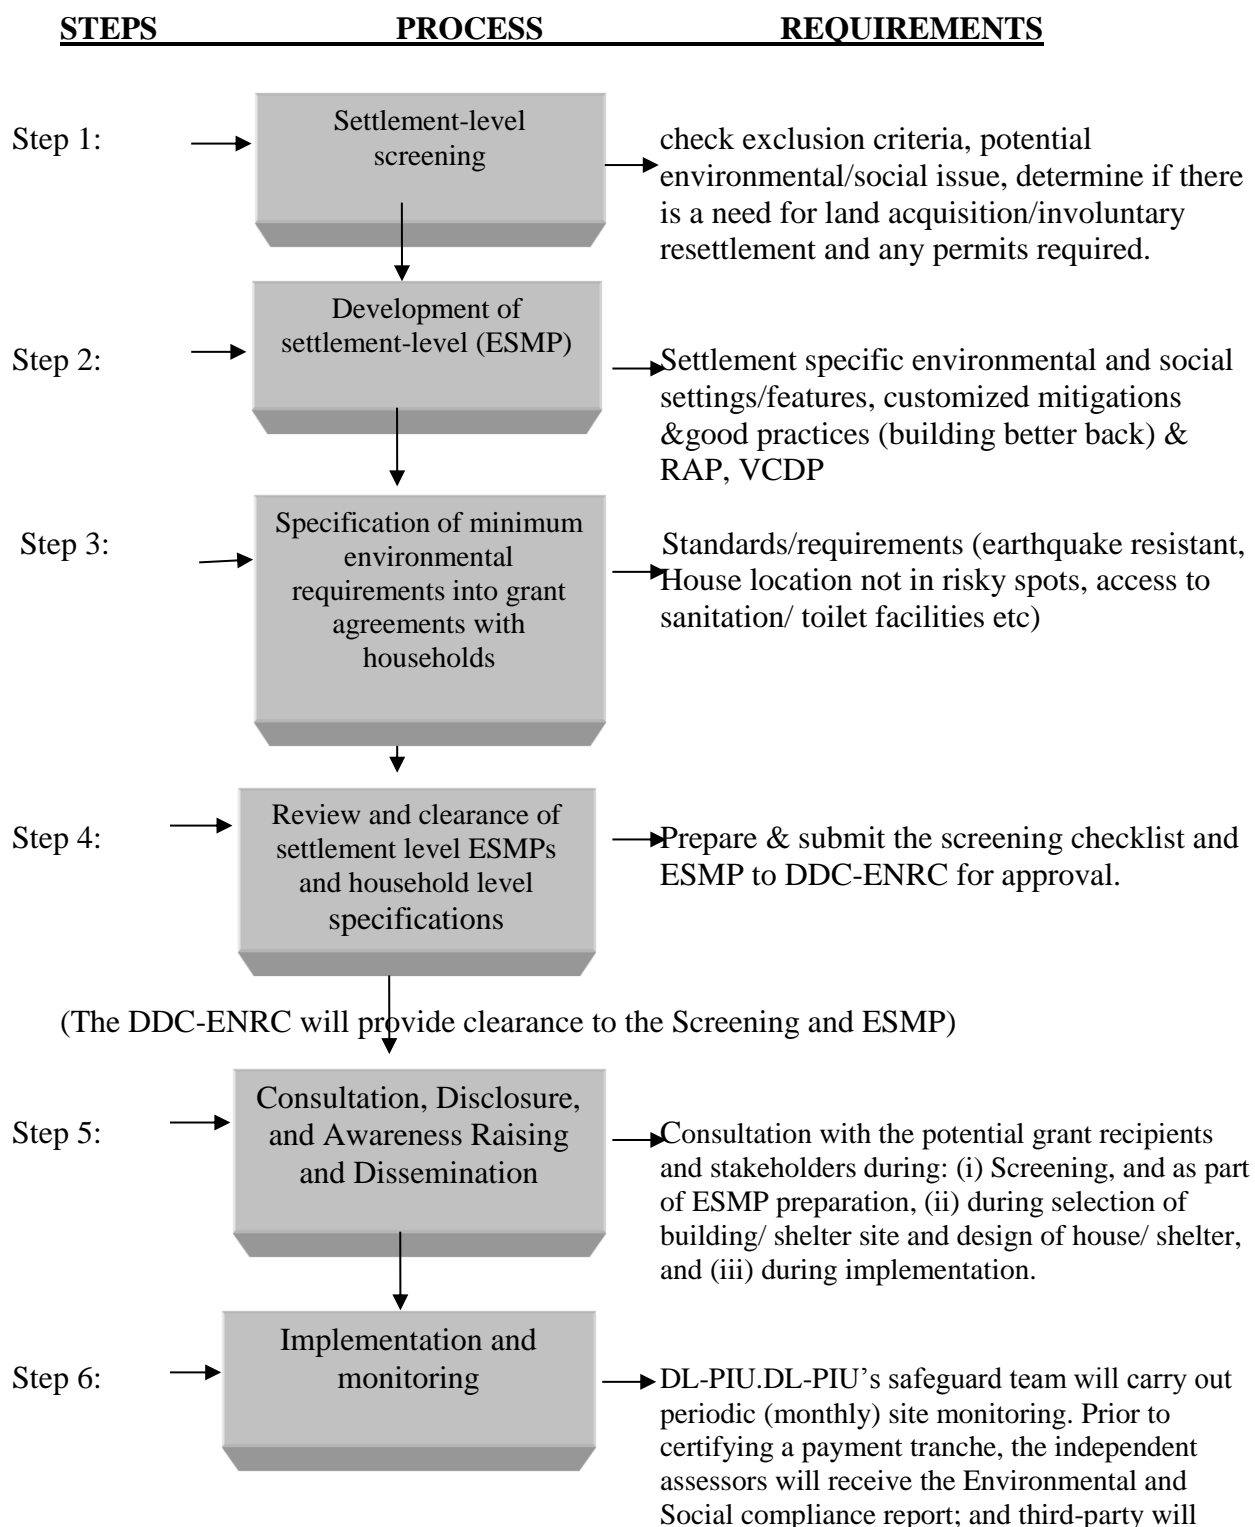 STEPS PROCESS REQUIREMENTS
Step 1:
Settlement-level
screening
check exclusion criteria, potential
environmental/social issue, determine if there
is a need for land acquisition/involuntary
resettlement and any permits required.
Step 2:
Development of
settlement-level (ESMP)
Settlement specific environmental and social
settings/features, customized mitigations
&good practices (building better back) &
RAP, VCDP
Step 3:
Specification of minimum
environmental
requirements into grant
agreements with
households
Standards/requirements (earthquake resistant,
House location not in risky spots, access to
sanitation/ toilet facilities etc)
Step 4:
Review and clearance of
settlement level ESMPs
and household level
specifications
Prepare & submit the screening checklist and
ESMP to DDC-ENRC for approval.
(The DDC-ENRC will provide clearance to the Screening and ESMP)
Step 5:
Consultation, Disclosure,
and Awareness Raising
and Dissemination
Consultation with the potential grant recipients
and stakeholders during: (i) Screening, and as part
of ESMP preparation, (ii) during selection of
building/ shelter site and design of house/ shelter,
and (iii) during implementation.
Step 6:
Implementation and
monitoring
DL-PIU.DL-PIU’s safeguard team will carry out
periodic (monthly) site monitoring. Prior to
certifying a payment tranche, the independent
assessors will receive the Environmental and
Social compliance report; and third-party will